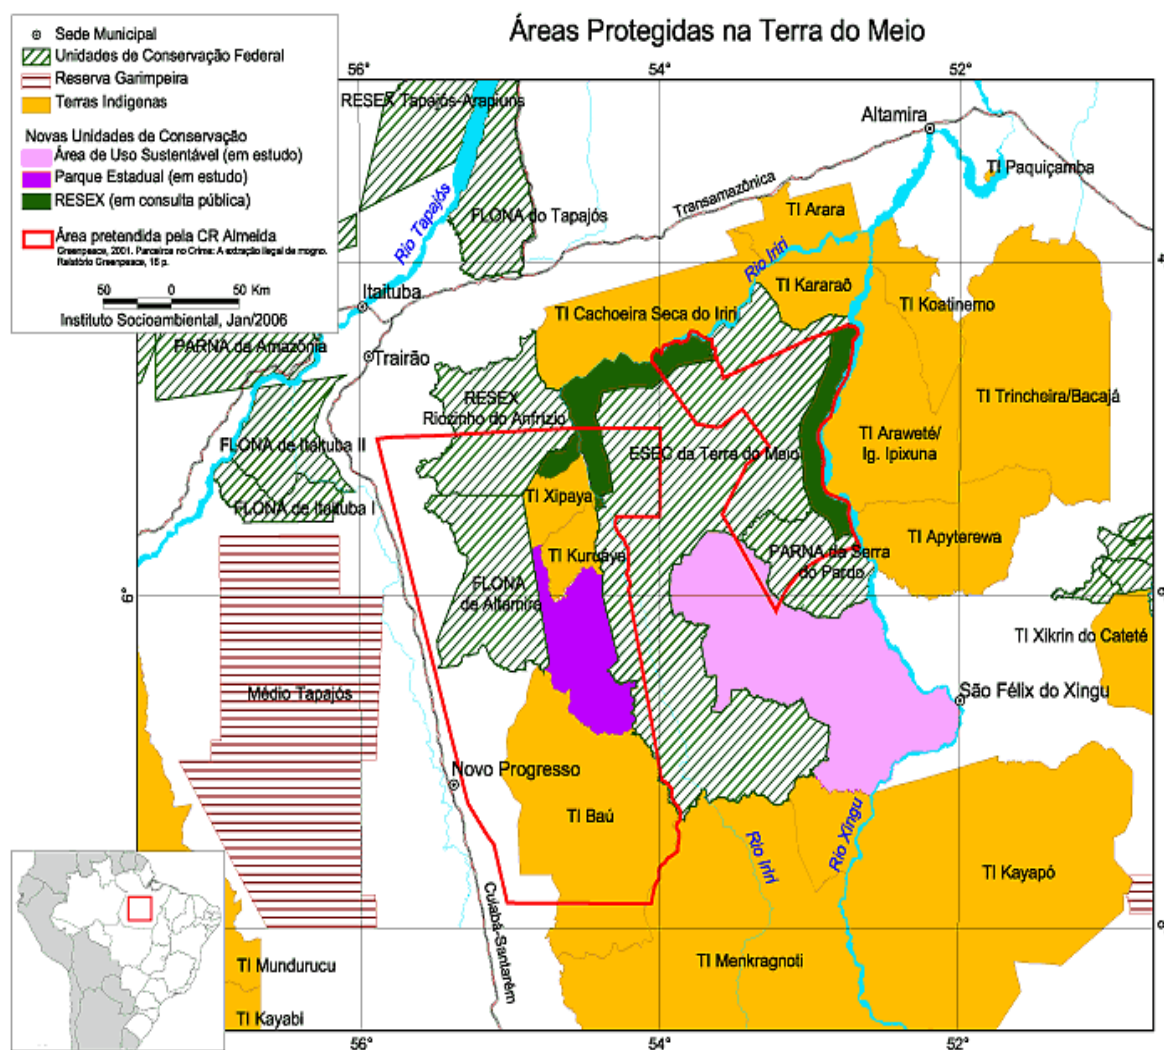 Áreas Protegidas na Terra do Meio
Sede Municipal
Unidades de Conservação Federal
Reserva Garimpeira
Terras Indígenas
Novas Unidades de Conservação
Área de Uso Sustentável (em estudo)
Parque Estadual (em estudo)
RESEX (em consulta pública)
Área pretendida pela CR Almeida
Greenpeace, 2001. Parceiros no Crime: A extração ilegal de mogno.
Relatório Greenpeace, 16 p.
50 0 50 Km
Instituto Socioambiental, Jan/2006
56°
54°
52°
RESEX Tapajós-Arapiuns
Altamira
TI Paquiçamba
Transamazônica
Rio Tapajós
FLONA do Tapajós
TI Arara
Rio Iriri
4°
TI Kararaô
TI Koatinemo
Itaituba
TI Cachoeira Seca do Iriri
PARNA da Amazônia
Trairão
RESEX
Riozinho do Anfrizio
TI Trincheira/Bacajá
FLONA de Itaituba II
ESEC da Terra do Meio
TI Araweté/
Ig. Ipixuna
TI Xipaya
FLONA de Itaituba I
TI Apyterewa
TI Kuruáya
PARNA da Serra
do Pardo
FLONA
de Altamira
6°
TI Xikrin do Cateté
Médio Tapajós
São Félix do Xingu
Novo Progresso
TI Baú
Rio Iriri
Rio Xingu
TI Kayapó
Cuiabá-Santarém
TI Mundurucu
TI Menkragnoti
TI Kayabi
56°
54°
52°